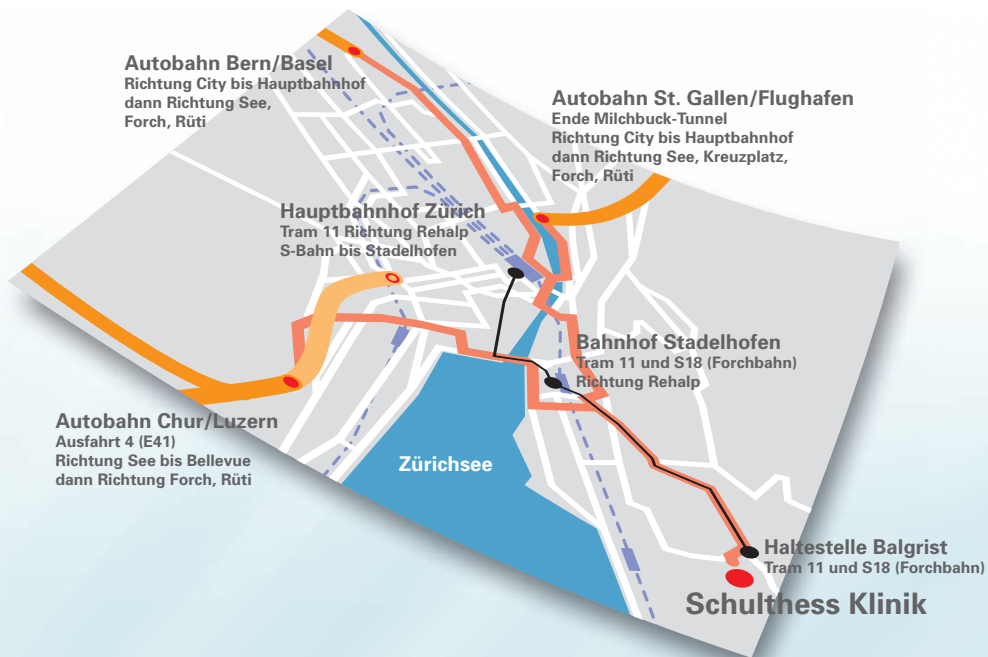 Autobahn Bern/Basel
Richtung City bis Hauptbahnhof
dann Richtung See,
Forch, Rüti
Autobahn St. Gallen/Flughafen
Ende Milchbuck-Tunnel
Richtung City bis Hauptbahnhof
dann Richtung See, Kreuzplatz,
Forch, Rüti
Hauptbahnhof Zürich
Tram 11 Richtung Rehalp
S-Bahn bis Stadelhofen
Bahnhof Stadelhofen
Tram 11 und S18 (Forchbahn)
Richtung Rehalp
Autobahn Chur/Luzern
Ausfahrt 4 (E41)
Richtung See bis Bellevue
dann Richtung Forch, Rüti
Zürichsee
Haltestelle Balgrist
Tram 11 und S18 (Forchbahn)
Schulthess Klinik